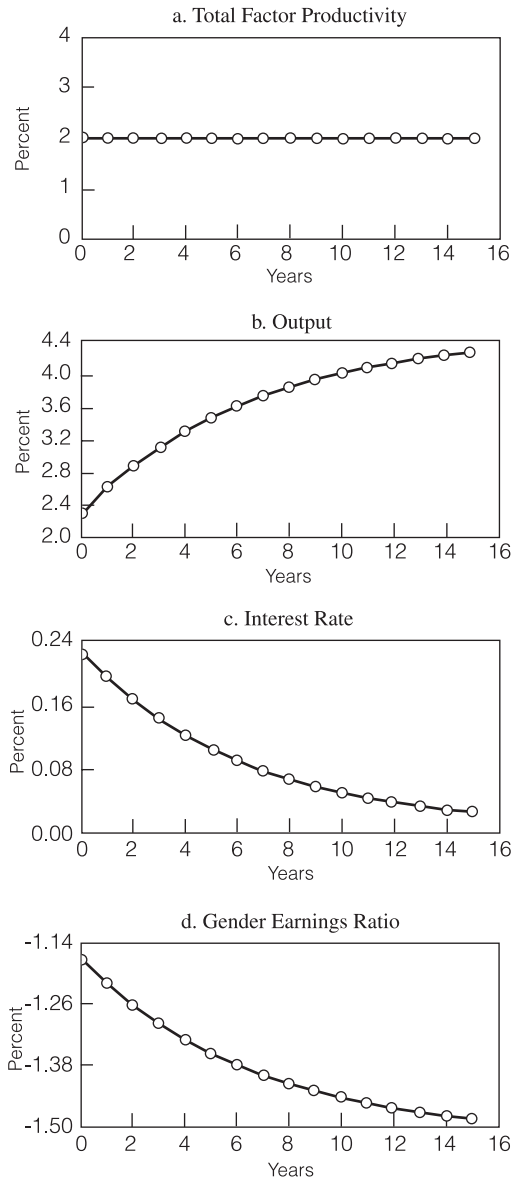 a. Total Factor Productivity
4
3
2
1
0
Percent
0 2 4 6 8 10 12 14 16
Years
b. Output
4.4
4.0
3.6
3.2
2.8
2.4
2.0
Percent
0 2 4 6 8 10 12 14 16
Years
c. Interest Rate
0.24
0.16
0.08
0.00
Percent
0 2 4 6 8 10 12 14 16
Years
d. Gender Earnings Ratio
-1.14
-1.26
-1.38
-1.50
Percent
0 2 4 6 8 10 12 14 16
Years